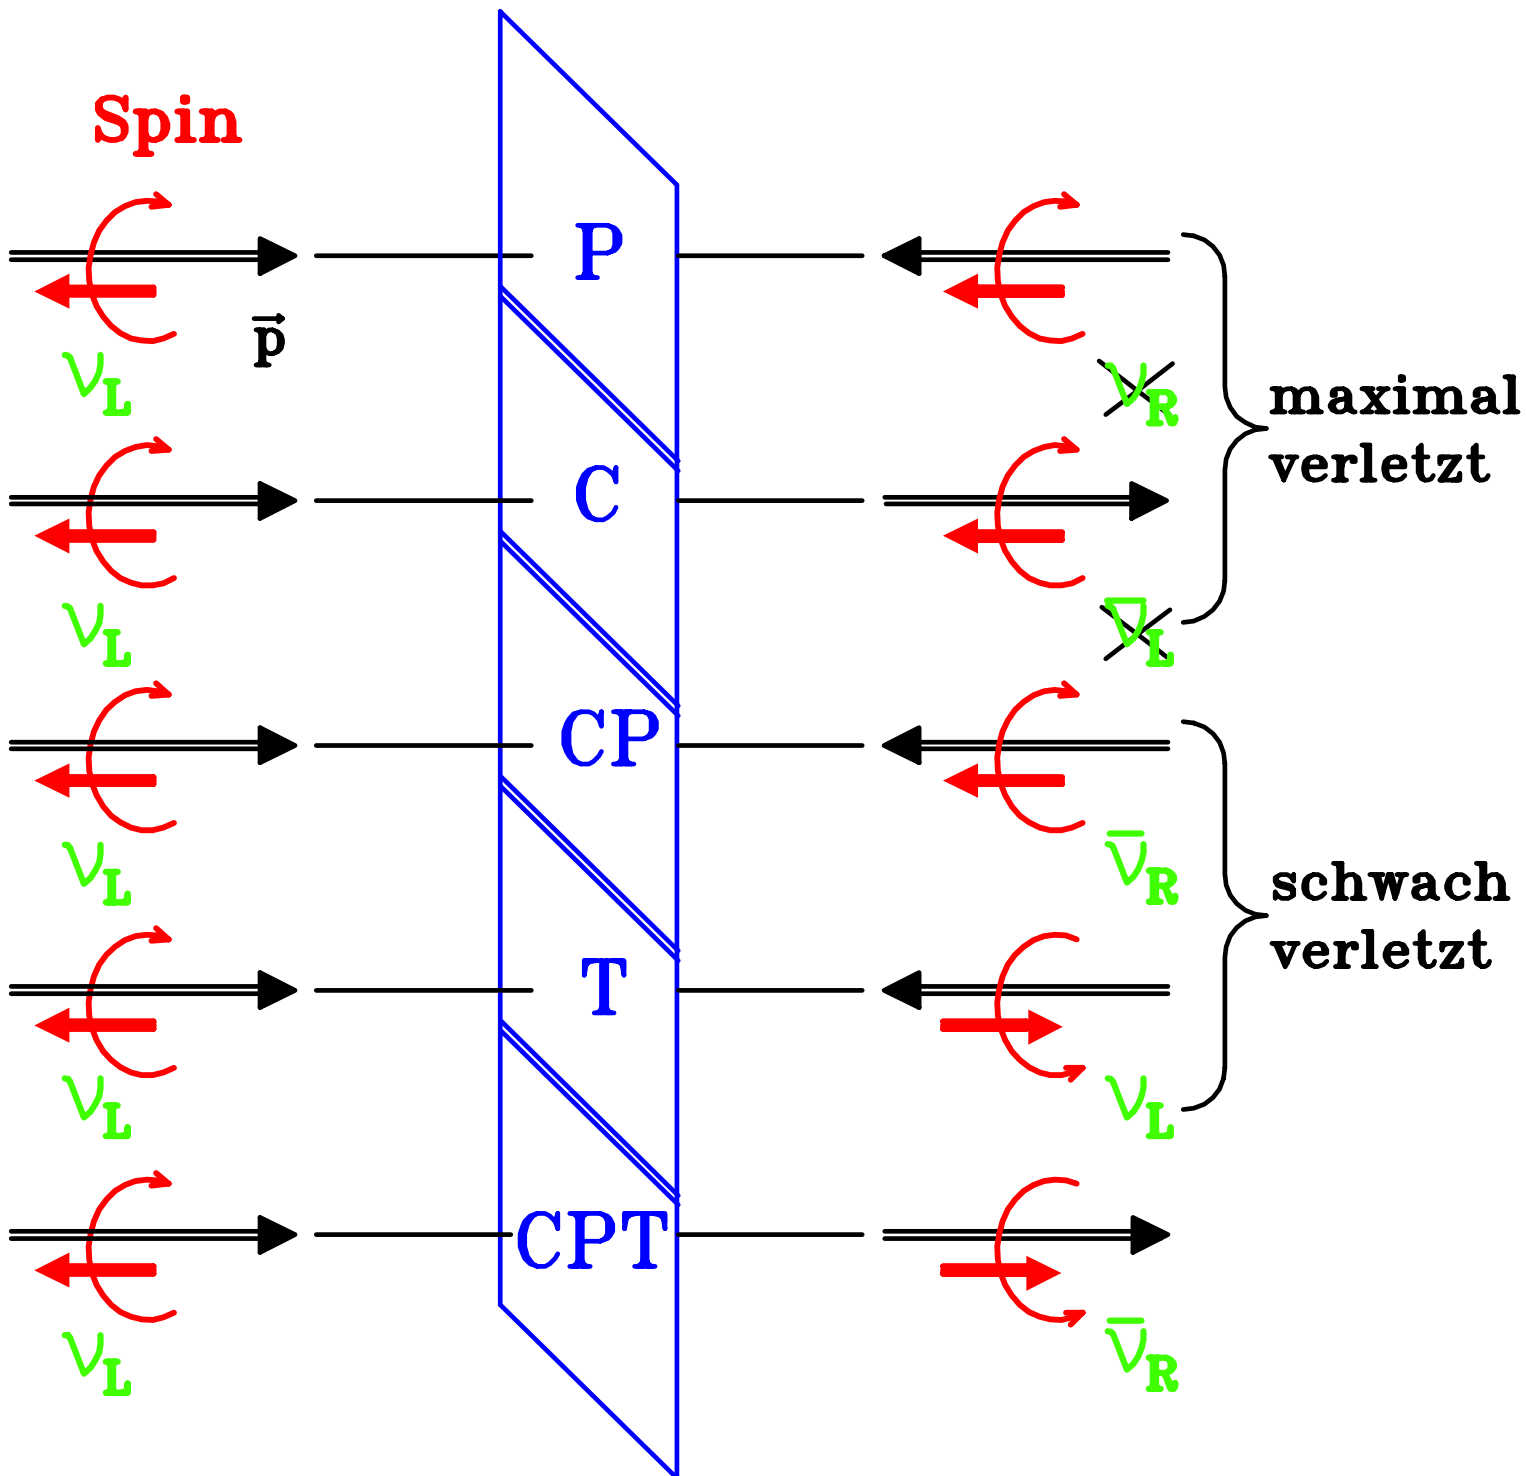 Spin
P
p⃗
ν_L
ν_R
maximal
verletzt
C
ν_L
ν̄_L
CP
ν_L
ν̄_R
schwach
verletzt
T
ν_L
ν_L
CPT
ν_L
ν̄_R